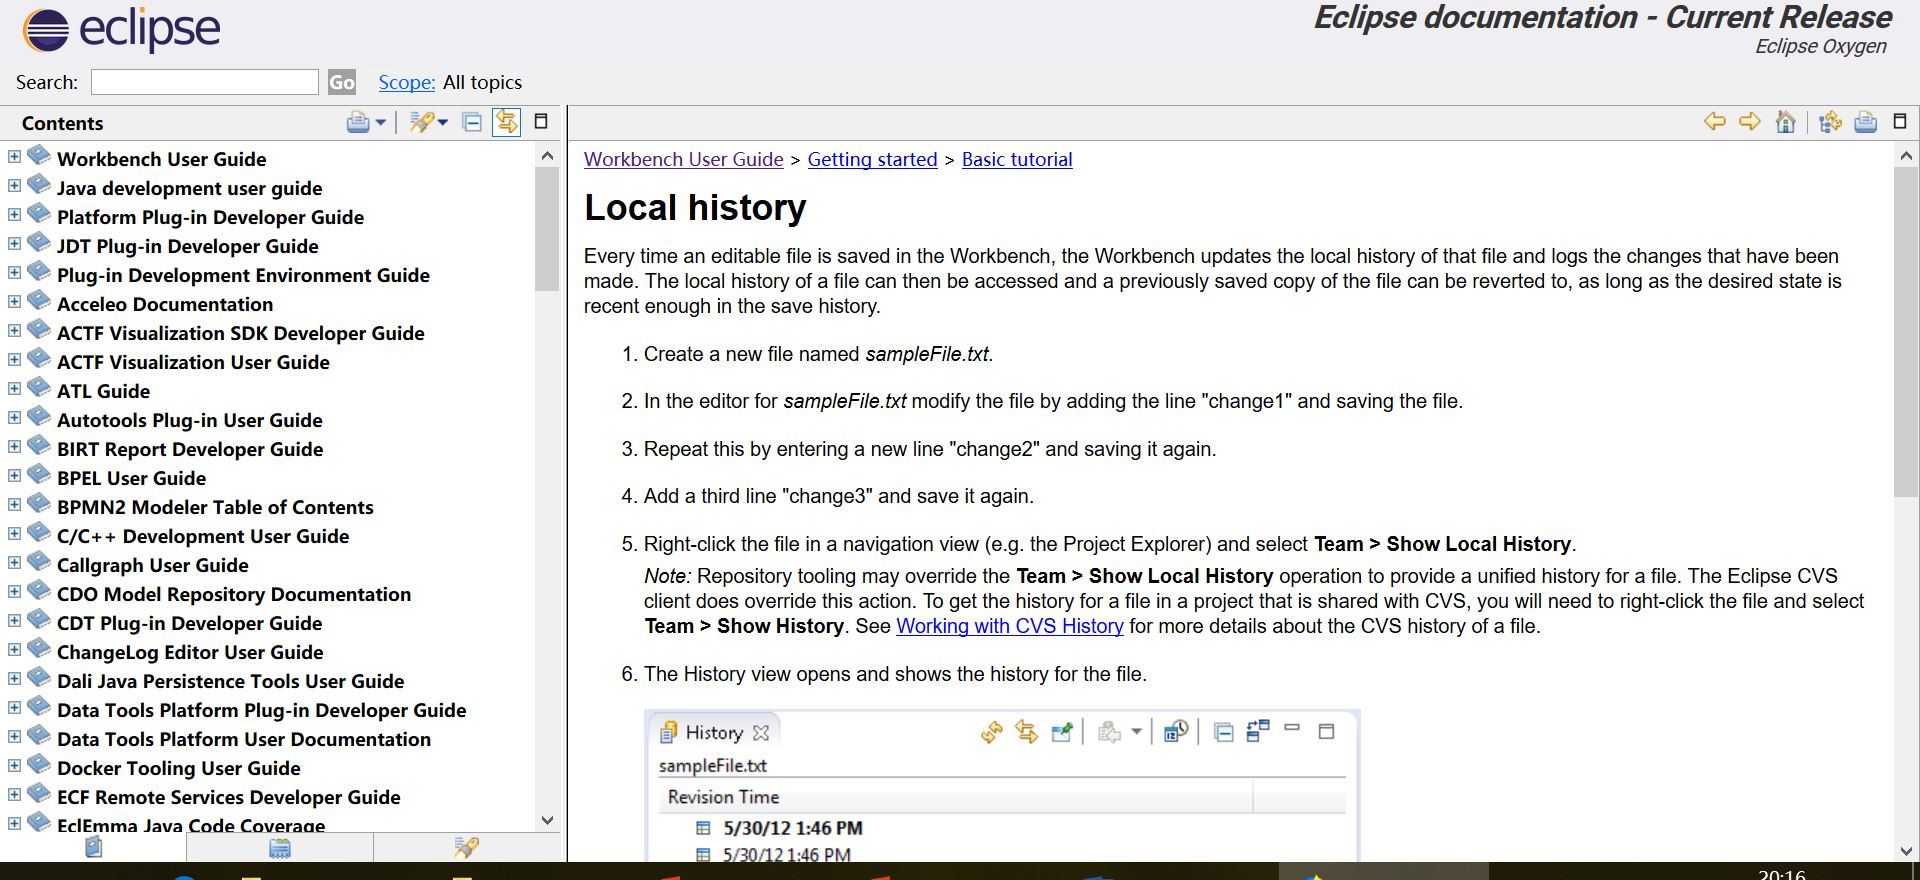 eclipse
Eclipse documentation - Current Release
Eclipse Oxygen
Search:
Go
Scope: All topics
Contents
Workbench User Guide
Java development user guide
Platform Plug-in Developer Guide
JDT Plug-in Developer Guide
Plug-in Development Environment Guide
Acceleo Documentation
ACTF Visualization SDK Developer Guide
ACTF Visualization User Guide
ATL Guide
Autotools Plug-in User Guide
BIRT Report Developer Guide
BPEL User Guide
BPMN2 Modeler Table of Contents
C/C++ Development User Guide
Callgraph User Guide
CDO Model Repository Documentation
CDT Plug-in Developer Guide
ChangeLog Editor User Guide
Dali Java Persistence Tools User Guide
Data Tools Platform Plug-in Developer Guide
Data Tools Platform User Documentation
Docker Tooling User Guide
ECF Remote Services Developer Guide
EclEmma Java Code Coverage
Workbench User Guide > Getting started > Basic tutorial
Local history
Every time an editable file is saved in the Workbench, the Workbench updates the local history of that file and logs the changes that have been
made. The local history of a file can then be accessed and a previously saved copy of the file can be reverted to, as long as the desired state is
recent enough in the save history.
1. Create a new file named sampleFile.txt.
2. In the editor for sampleFile.txt modify the file by adding the line "change1" and saving the file.
3. Repeat this by entering a new line "change2" and saving it again.
4. Add a third line "change3" and save it again.
5. Right-click the file in a navigation view (e.g. the Project Explorer) and select Team > Show Local History.
Note: Repository tooling may override the Team > Show Local History operation to provide a unified history for a file. The Eclipse CVS
client does override this action. To get the history for a file in a project that is shared with CVS, you will need to right-click the file and select
Team > Show History. See Working with CVS History for more details about the CVS history of a file.
6. The History view opens and shows the history for the file.
History
sampleFile.txt
Revision Time
5/30/12 1:46 PM
5/30/12 1:46 PM
20:16